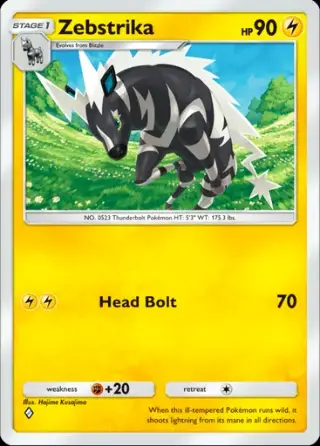 STAGE 1 Zebstrika HP 90
Evolves from Blitzle
NO. 0523 Thunderbolt Pokémon HT: 5'3" WT: 175.3 lbs.
Head Bolt 70
weakness +20 retreat
Illus. Hajime Kusajima
When this ill-tempered Pokémon runs wild, it
shoots lightning from its mane in all directions.